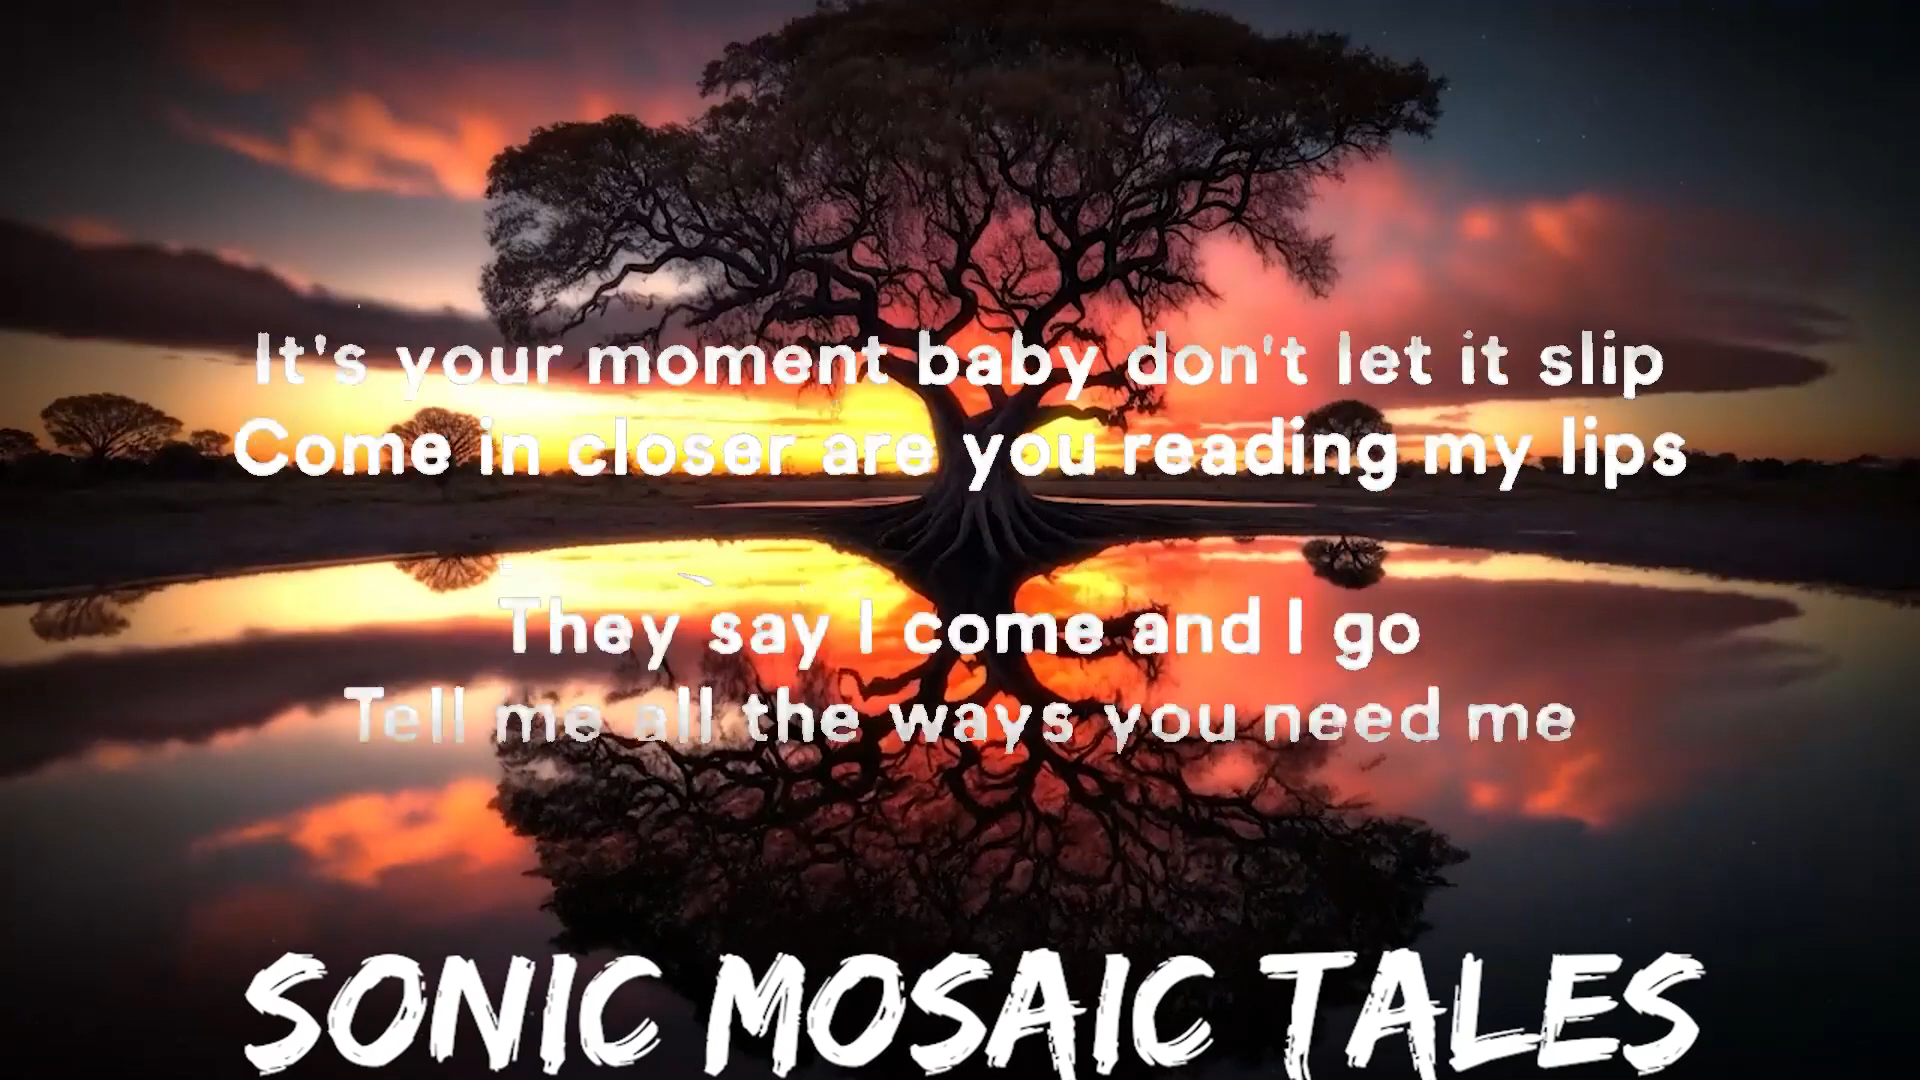 It's your moment baby don't let it slip
Come in closer are you reading my lips
They say I come and I go
Tell me all the ways you need me
SONIC MOSAIC TALES